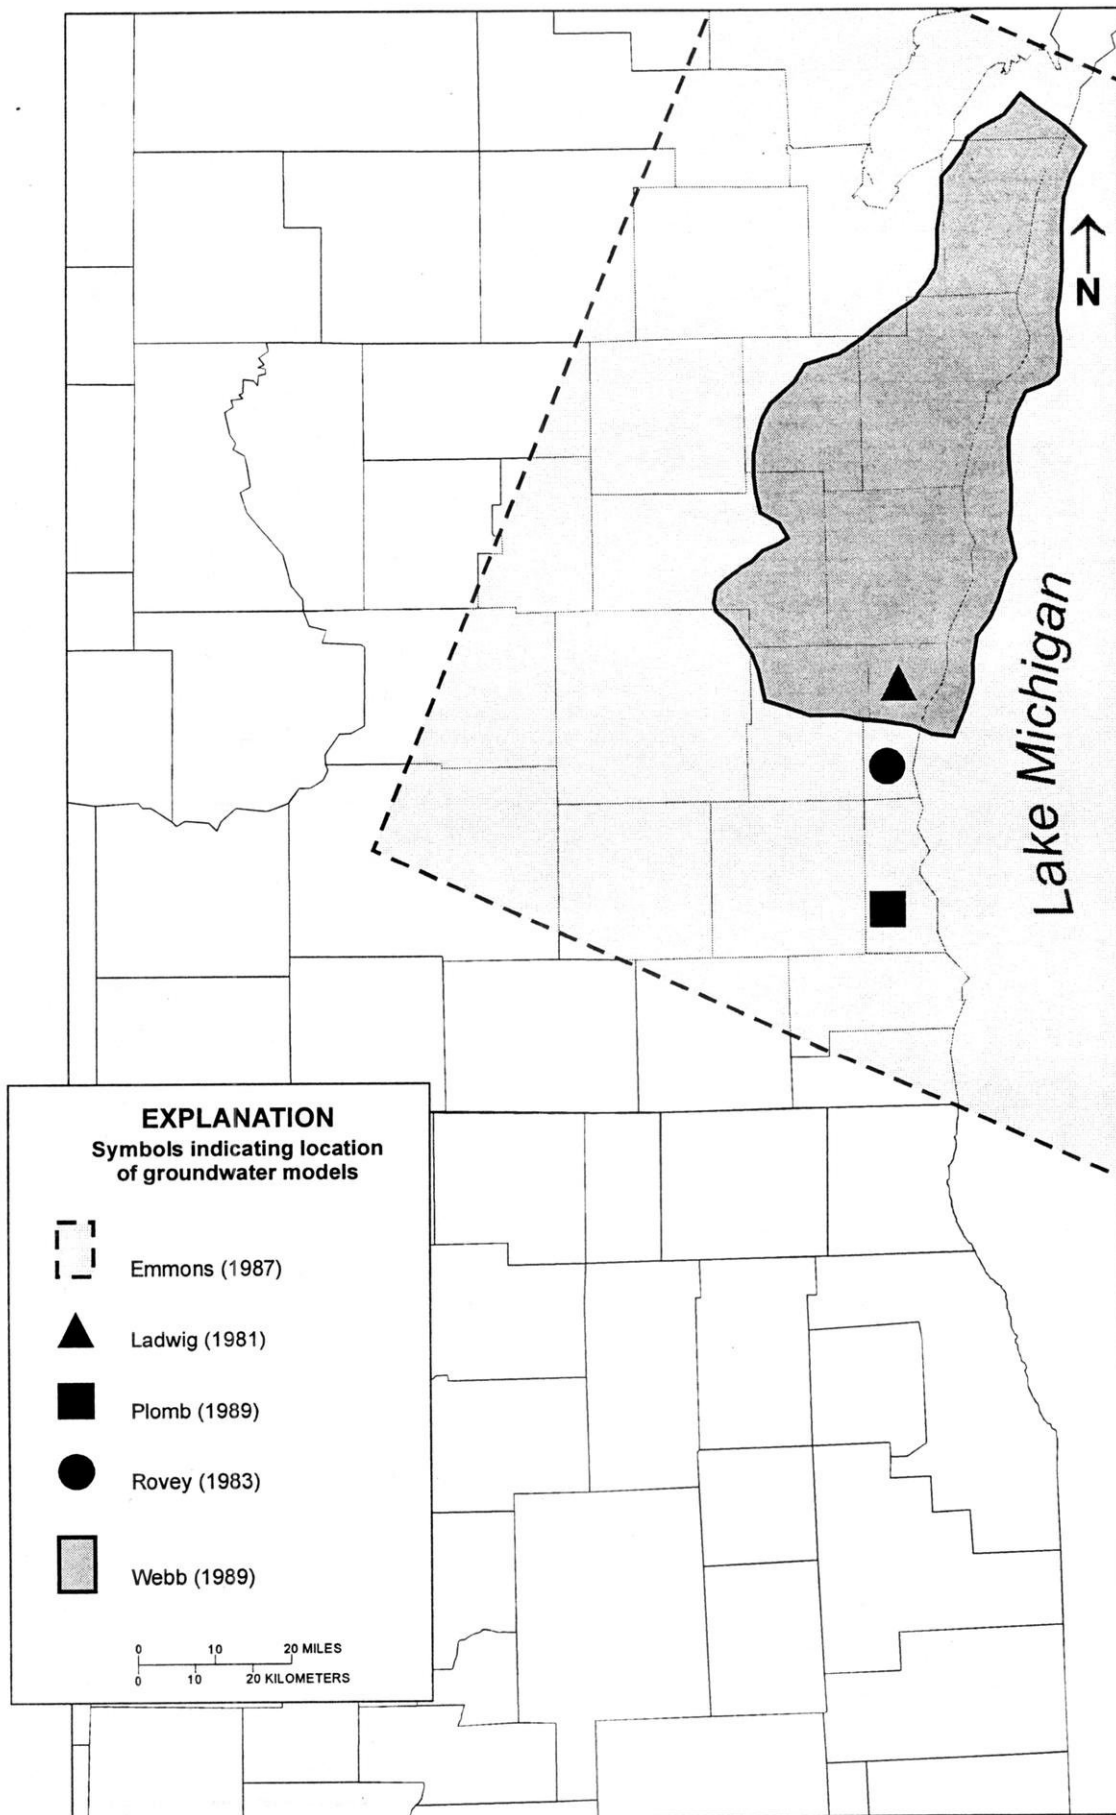 N
Lake Michigan
EXPLANATION
Symbols indicating location
of groundwater models
Emmons (1987)
Ladwig (1981)
Plomb (1989)
Rovey (1983)
Webb (1989)
0 10 20 MILES
0 10 20 KILOMETERS